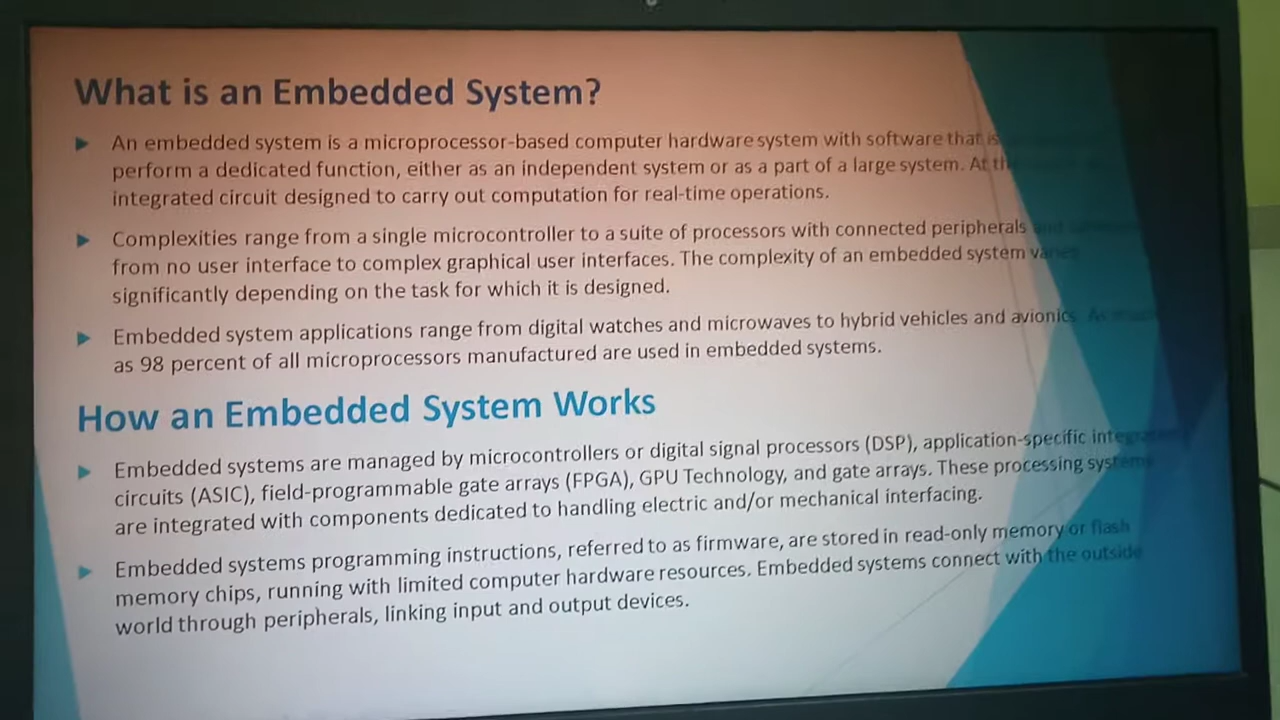 What is an Embedded System?
An embedded system is a microprocessor-based computer hardware system with software that is
perform a dedicated function, either as an independent system or as a part of a large system. At the
integrated circuit designed to carry out computation for real-time operations.
Complexities range from a single microcontroller to a suite of processors with connected peripherals and
from no user interface to complex graphical user interfaces. The complexity of an embedded system varies
significantly depending on the task for which it is designed.
Embedded system applications range from digital watches and microwaves to hybrid vehicles and avionics. As much
as 98 percent of all microprocessors manufactured are used in embedded systems.
How an Embedded System Works
Embedded systems are managed by microcontrollers or digital signal processors (DSP), application-specific integrated
circuits (ASIC), field-programmable gate arrays (FPGA), GPU Technology, and gate arrays. These processing systems
are integrated with components dedicated to handling electric and/or mechanical interfacing.
Embedded systems programming instructions, referred to as firmware, are stored in read-only memory or flash
memory chips, running with limited computer hardware resources. Embedded systems connect with the outside
world through peripherals, linking input and output devices.